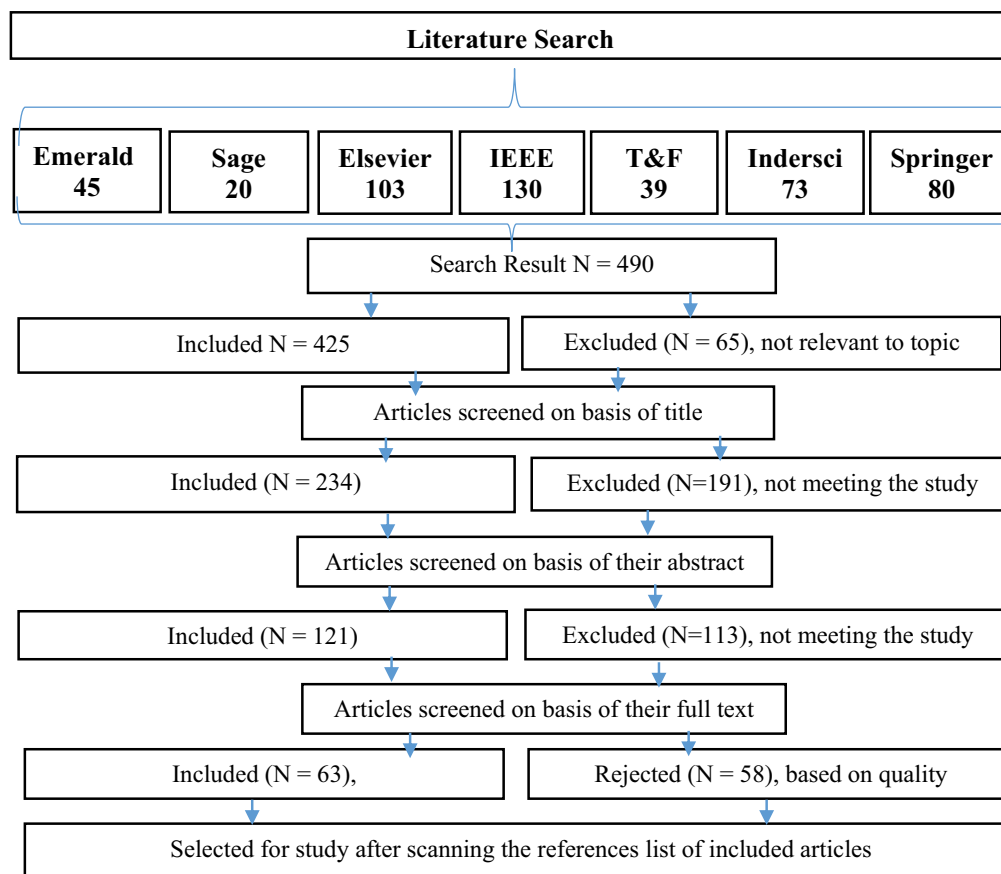 Literature Search
Emerald
45
Sage
20
Elsevier
103
IEEE
130
T&F
39
Indersci
73
Springer
80
Search Result N = 490
Included N = 425
Excluded (N = 65), not relevant to topic
Articles screened on basis of title
Included (N = 234)
Excluded (N=191), not meeting the study
Articles screened on basis of their abstract
Included (N = 121)
Excluded (N=113), not meeting the study
Articles screened on basis of their full text
Included (N = 63),
Rejected (N = 58), based on quality
Selected for study after scanning the references list of included articles